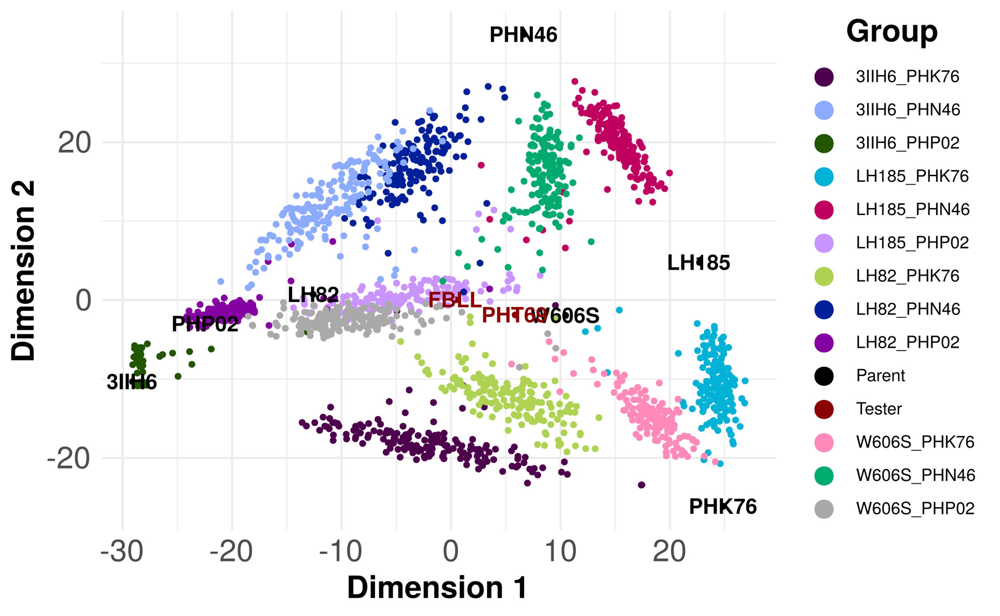 PHN46
LH185
LH82
FBLL
PHT69
W606S
PHP02
3IIH6
PHK76
20
0
-20
Dimension 2
-30
-20
-10
0
10
20
Dimension 1
Group
3IIH6_PHK76
3IIH6_PHN46
3IIH6_PHP02
LH185_PHK76
LH185_PHN46
LH185_PHP02
LH82_PHK76
LH82_PHN46
LH82_PHP02
Parent
Tester
W606S_PHK76
W606S_PHN46
W606S_PHP02